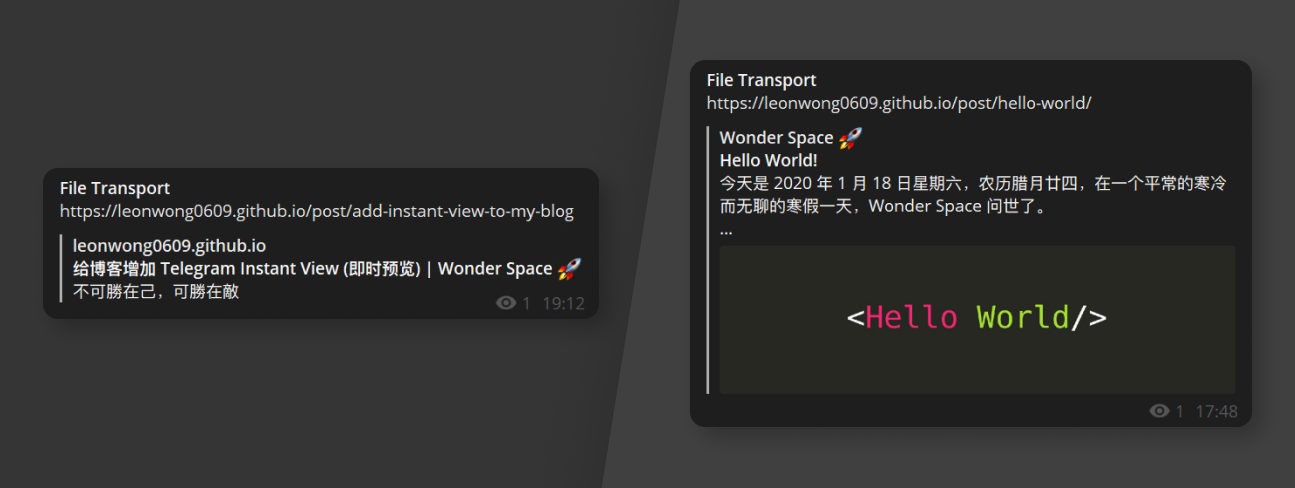 File Transport
https://leonwong0609.github.io/post/add-instant-view-to-my-blog
leonwong0609.github.io
给博客增加 Telegram Instant View (即时预览) | Wonder Space 🚀
不可勝在己，可勝在敵
1 19:12
File Transport
https://leonwong0609.github.io/post/hello-world/
Wonder Space 🚀
Hello World!
今天是 2020 年 1 月 18 日星期六，农历腊月廿四，在一个平常的寒冷
而无聊的寒假一天，Wonder Space 问世了。
...
<Hello World/>
1 17:48